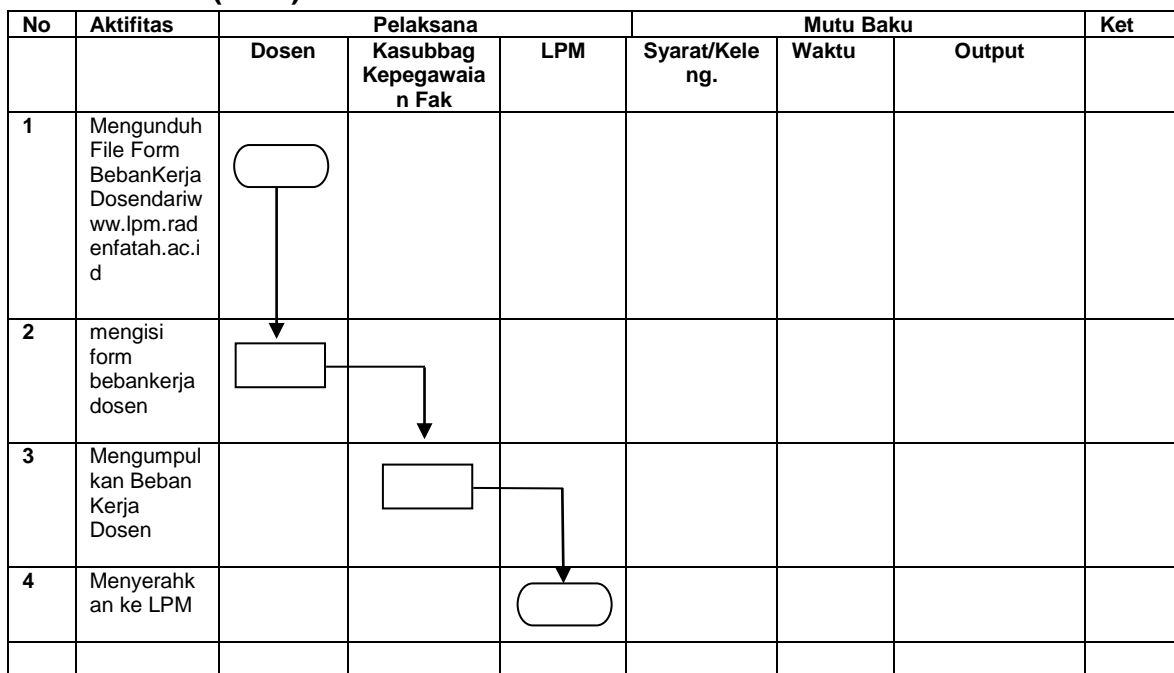 No Aktifitas Pelaksana Mutu Baku Ket
Dosen Kasubbag LPM Syarat/Kele Waktu Output
Kepegawaia ng.
n Fak
1 Mengunduh
File Form
BebanKerja
Dosendariw
ww.lpm.rad
enfatah.ac.i
d
2 mengisi
form
bebankerja
dosen
3 Mengumpul
kan Beban
Kerja
Dosen
4 Menyerahk
an ke LPM